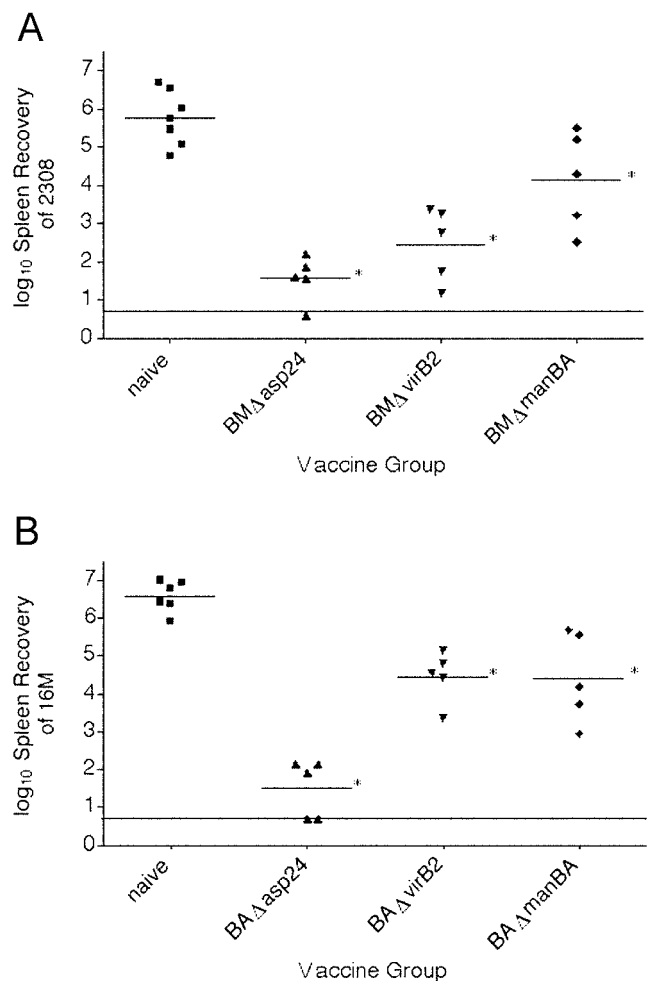 A
7
6
5
4
3
2
1
0
log₁₀ Spleen Recovery
of 2308
*
*
*
naive
BMΔasp24
BMΔvirB2
BMΔmanBA
Vaccine Group
B
7
6
5
4
3
2
1
0
log₁₀ Spleen Recovery
of 16M
*
*
*
naive
BAΔasp24
BAΔvirB2
BAΔmanBA
Vaccine Group